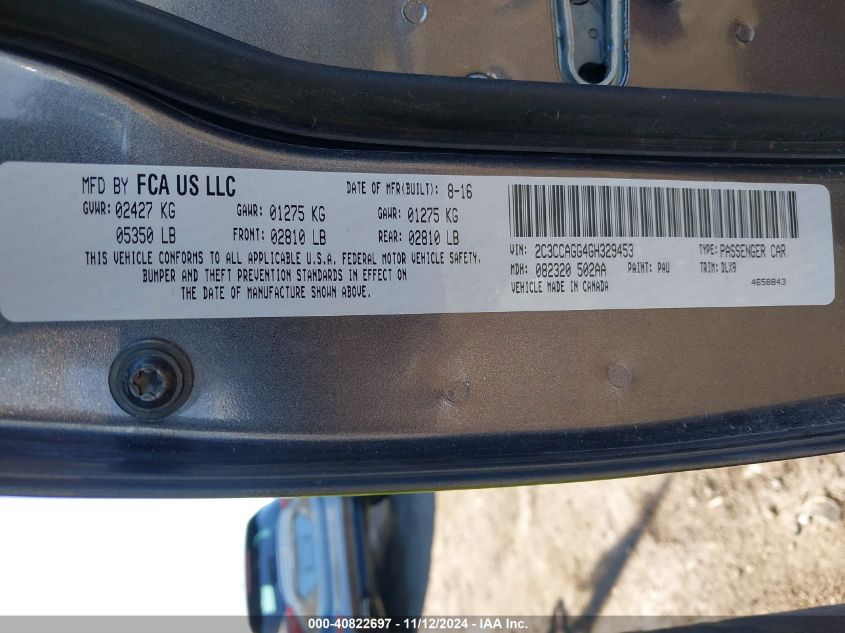 MFD BY FCA US LLC DATE OF MFR(BUILT): 8-16
GVWR: 02427 KG GAWR: 01275 KG GAWR: 01275 KG
05350 LB FRONT: 02810 LB REAR: 02810 LB
THIS VEHICLE CONFORMS TO ALL APPLICABLE U.S.A. FEDERAL MOTOR VEHICLE SAFETY,
BUMPER AND THEFT PREVENTION STANDARDS IN EFFECT ON
THE DATE OF MANUFACTURE SHOWN ABOVE.
VIN: 2C3CCAGG4GH329453 TYPE: PASSENGER CAR
MDH: 082320 502AA PAINT: PAU TRIM: DLX9
VEHICLE MADE IN CANADA 4658843
000-40822697 - 11/12/2024 - IAA Inc.